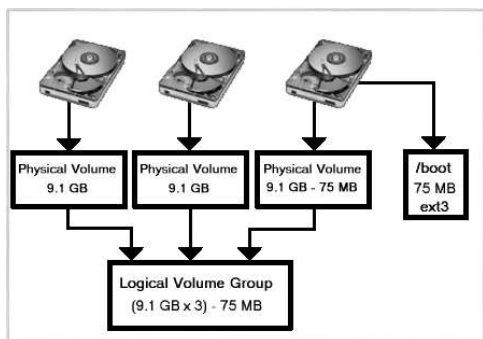 Physical Volume
9.1 GB
Physical Volume
9.1 GB
Physical Volume
9.1 GB - 75 MB
/boot
75 MB
ext3
Logical Volume Group
(9.1 GB x 3) - 75 MB